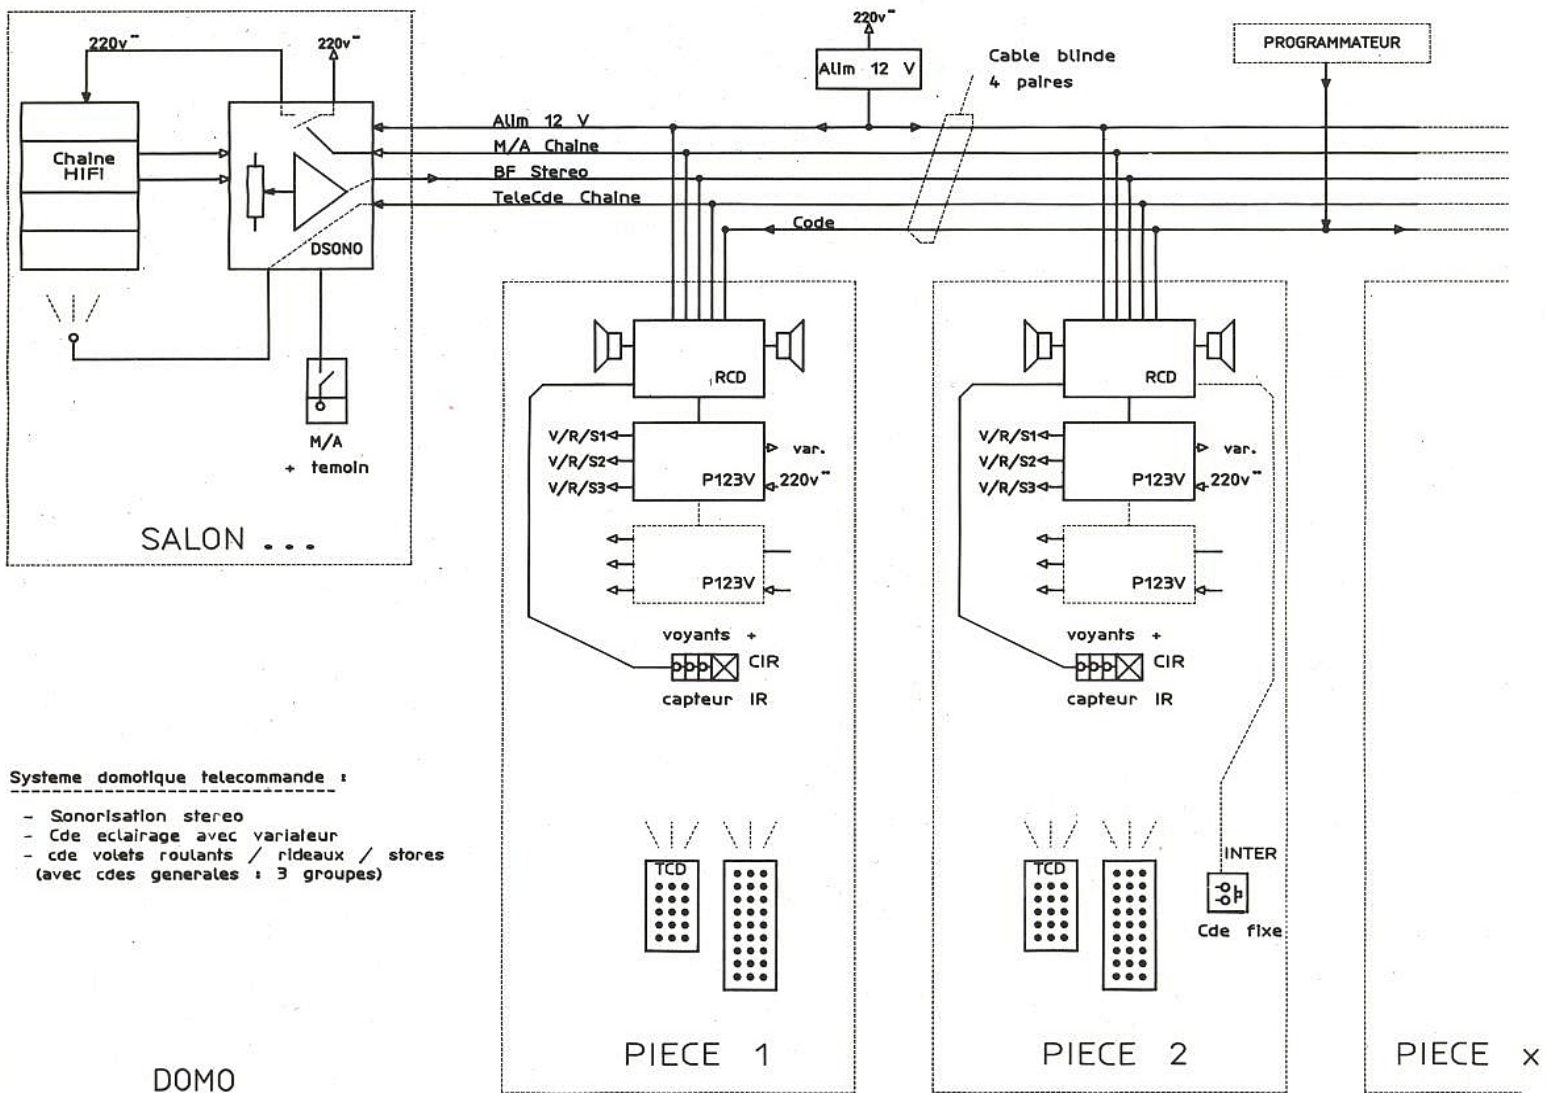 220v~
220v~
Chaine
HIFI
DSONO
M/A
+ temoin
SALON ...
220v~
Alim 12 V
Cable blinde
4 paires
PROGRAMMATEUR
Alim 12 V
M/A Chaine
BF Stereo
TeleCde Chaine
Code
RCD
V/R/S1
V/R/S2
V/R/S3
var.
P123V
220v~
P123V
voyants +
CIR
capteur IR
TCD
PIECE 1
RCD
V/R/S1
V/R/S2
V/R/S3
var.
P123V
220v~
P123V
voyants +
CIR
capteur IR
TCD
INTER
Cde fixe
PIECE 2
PIECE x
Systeme domotique telecommande :
- Sonorisation stereo
- Cde eclairage avec variateur
- cde volets roulants / rideaux / stores
(avec cdes generales : 3 groupes)
DOMO